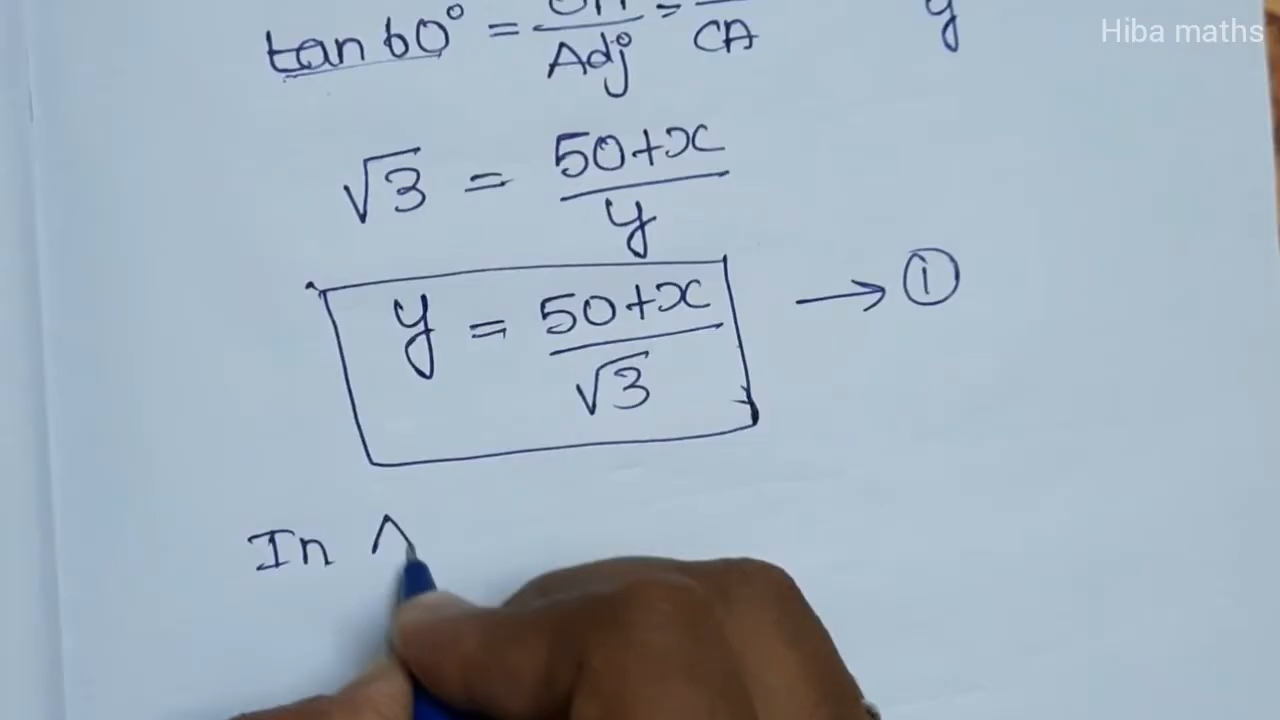 Hiba maths
tan 60° = /Adj = /CA y
√3 = 50+x/y
y = 50+x/√3 → ①
In